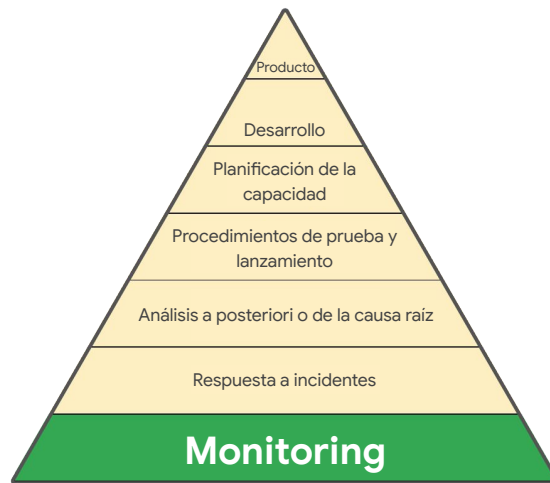 Producto
Desarrollo
Planificación de la
capacidad
Procedimientos de prueba y
lanzamiento
Análisis a posteriori o de la causa raíz
Respuesta a incidentes
Monitoring